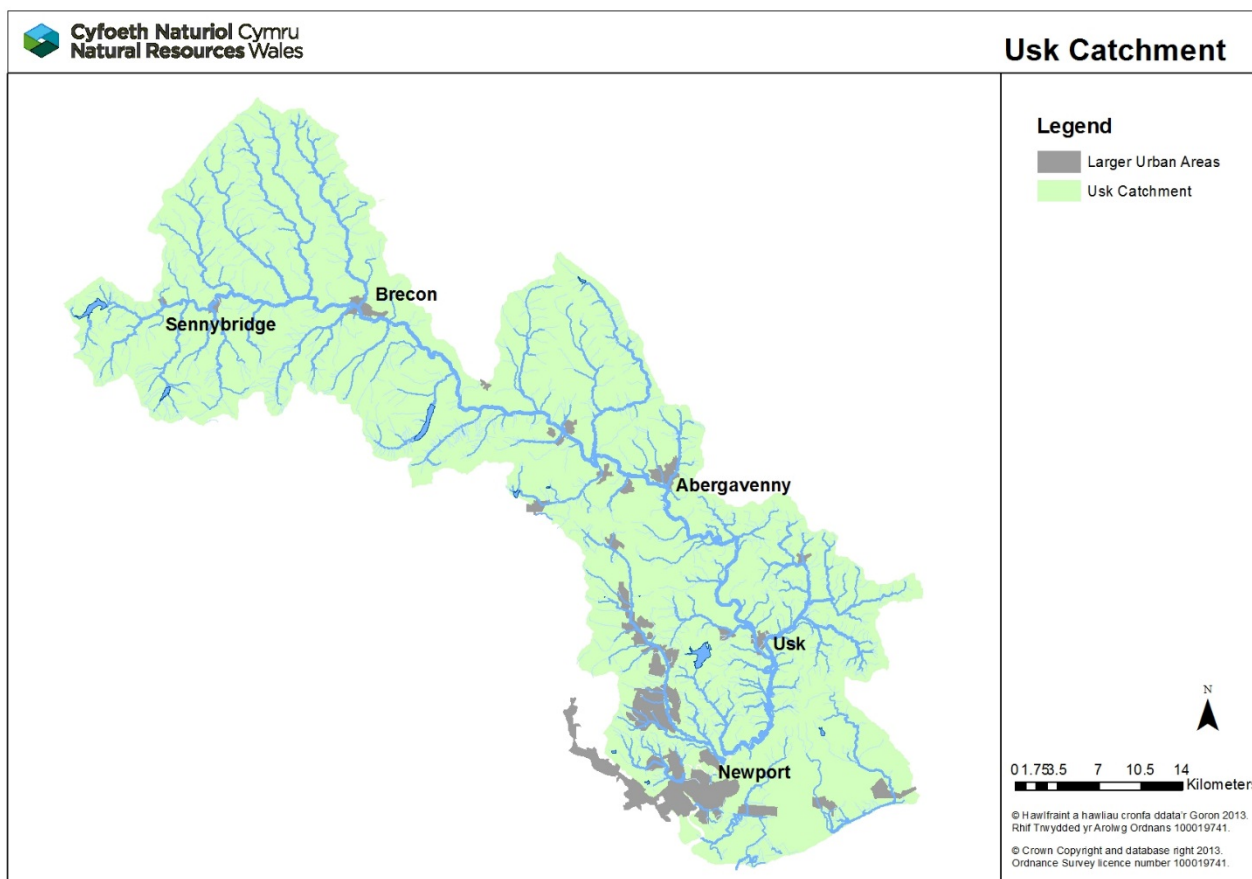 Cyfoeth Naturiol Cymru
Natural Resources Wales
Usk Catchment
Legend
Larger Urban Areas
Usk Catchment
Brecon
Sennybridge
Abergavenny
Usk
Newport
N
0 1.75 3.5 7 10.5 14
Kilometers
© Hawlfraint a hawliau cronfa ddata'r Goron 2013.
Rhif Trwydded yr Arolwg Ordnans 100019741.
© Crown Copyright and database right 2013.
Ordnance Survey licence number 100019741.